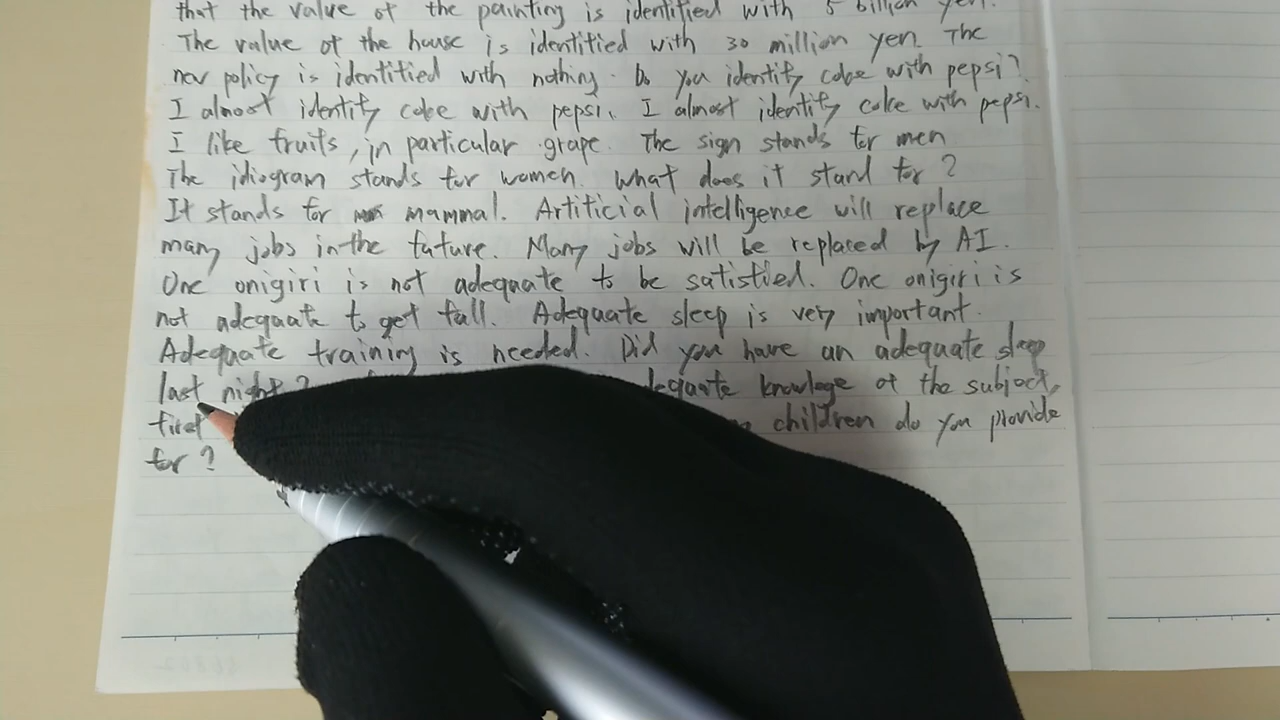 that the value of the painting is identified with 5 billion yen.
The value of the house is identified with 30 million yen. The
new policy is identified with nothing. Do you identify coke with pepsi?
I almost identify coke with pepsi. I almost identify coke with pepsi.
I like fruits, in particular grape. The sign stands for men
The idiogram stands for women. What does it stand for?
It stands for mammal. Artificial intelligence will replace
many jobs in the future. Many jobs will be replaced by AI.
One onigiri is not adequate to be satisfied. One onigiri is
not adequate to get full. Adequate sleep is very important.
Adequate training is needed. Did you have an adequate sleep
last night? knowlege of the subject,
first children do you provide
for?